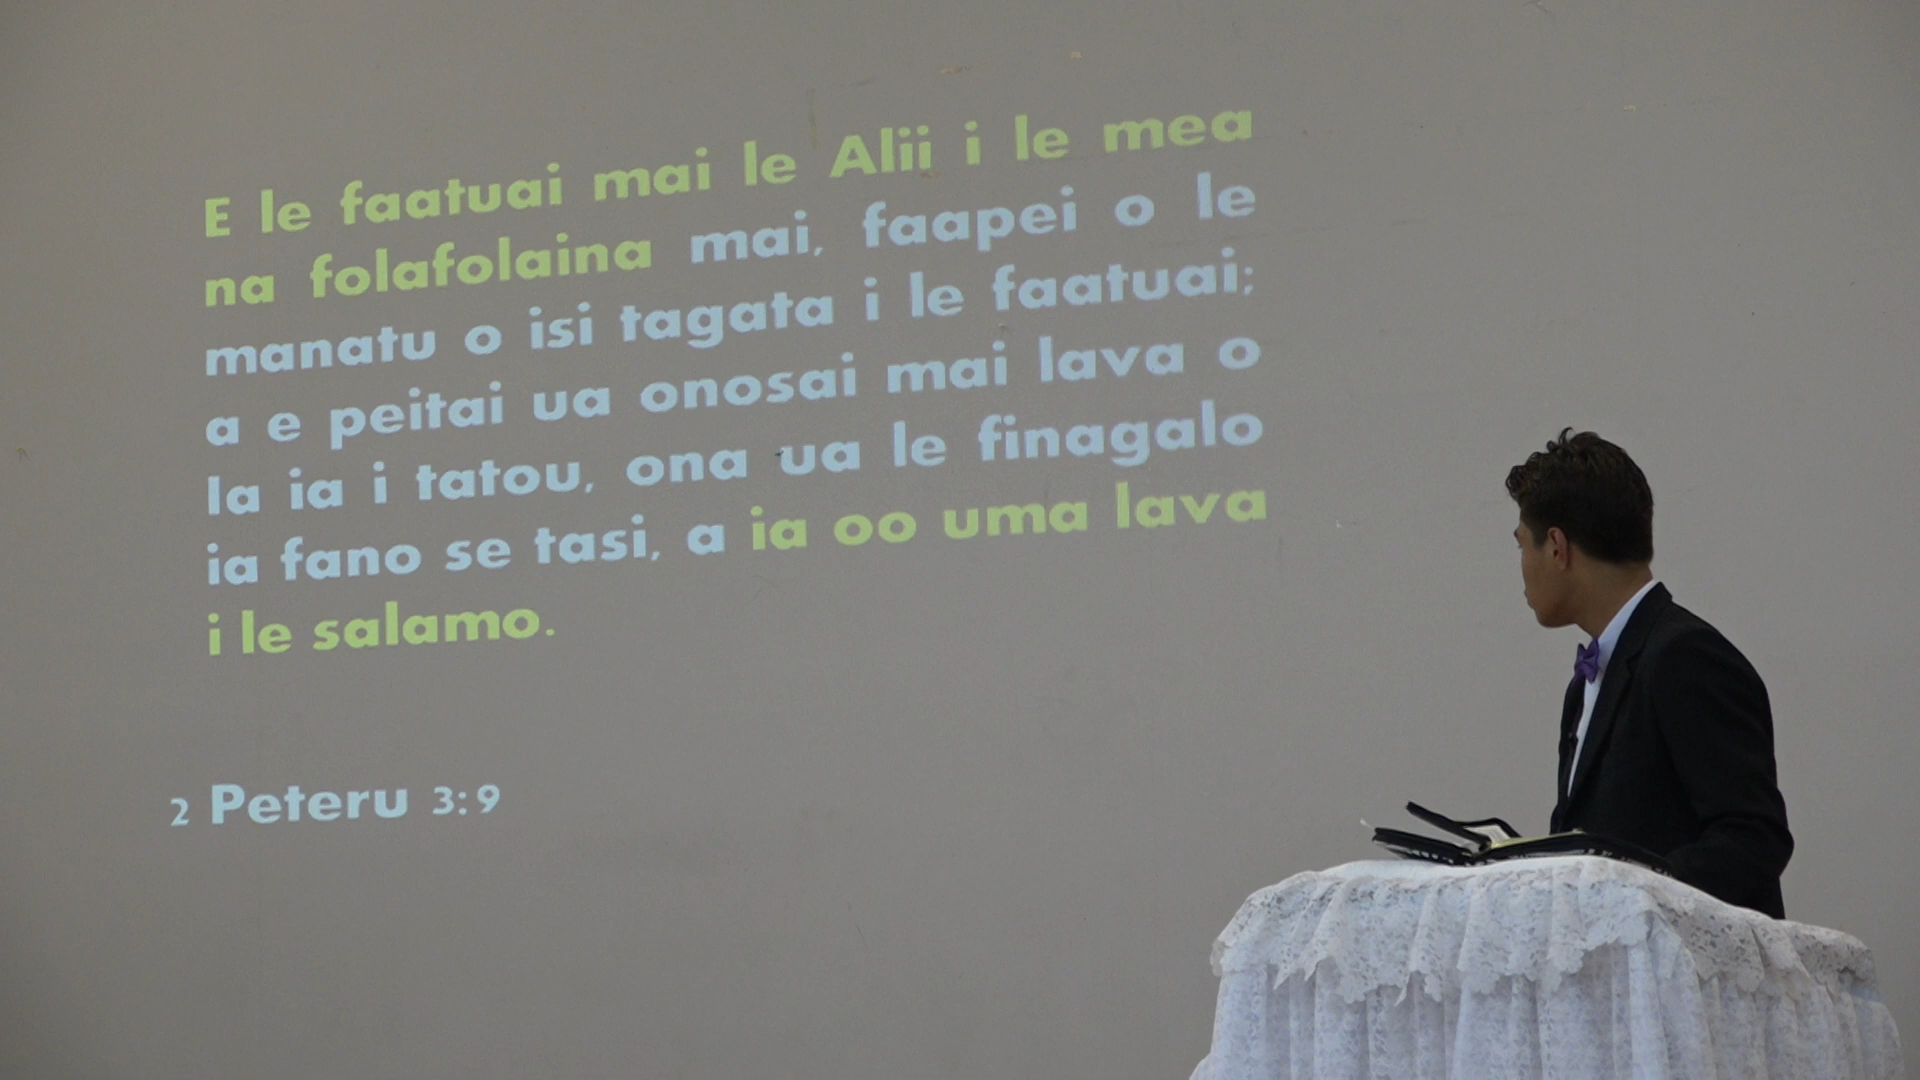 E le faatuai mai le Alii i le mea
na folafolaina mai, faapei o le
manatu o isi tagata i le faatuai;
a e peitai ua onosai mai lava o
Ia ia i tatou, ona ua le finagalo
ia fano se tasi, a ia oo uma lava
i le salamo.
2 Peteru 3:9